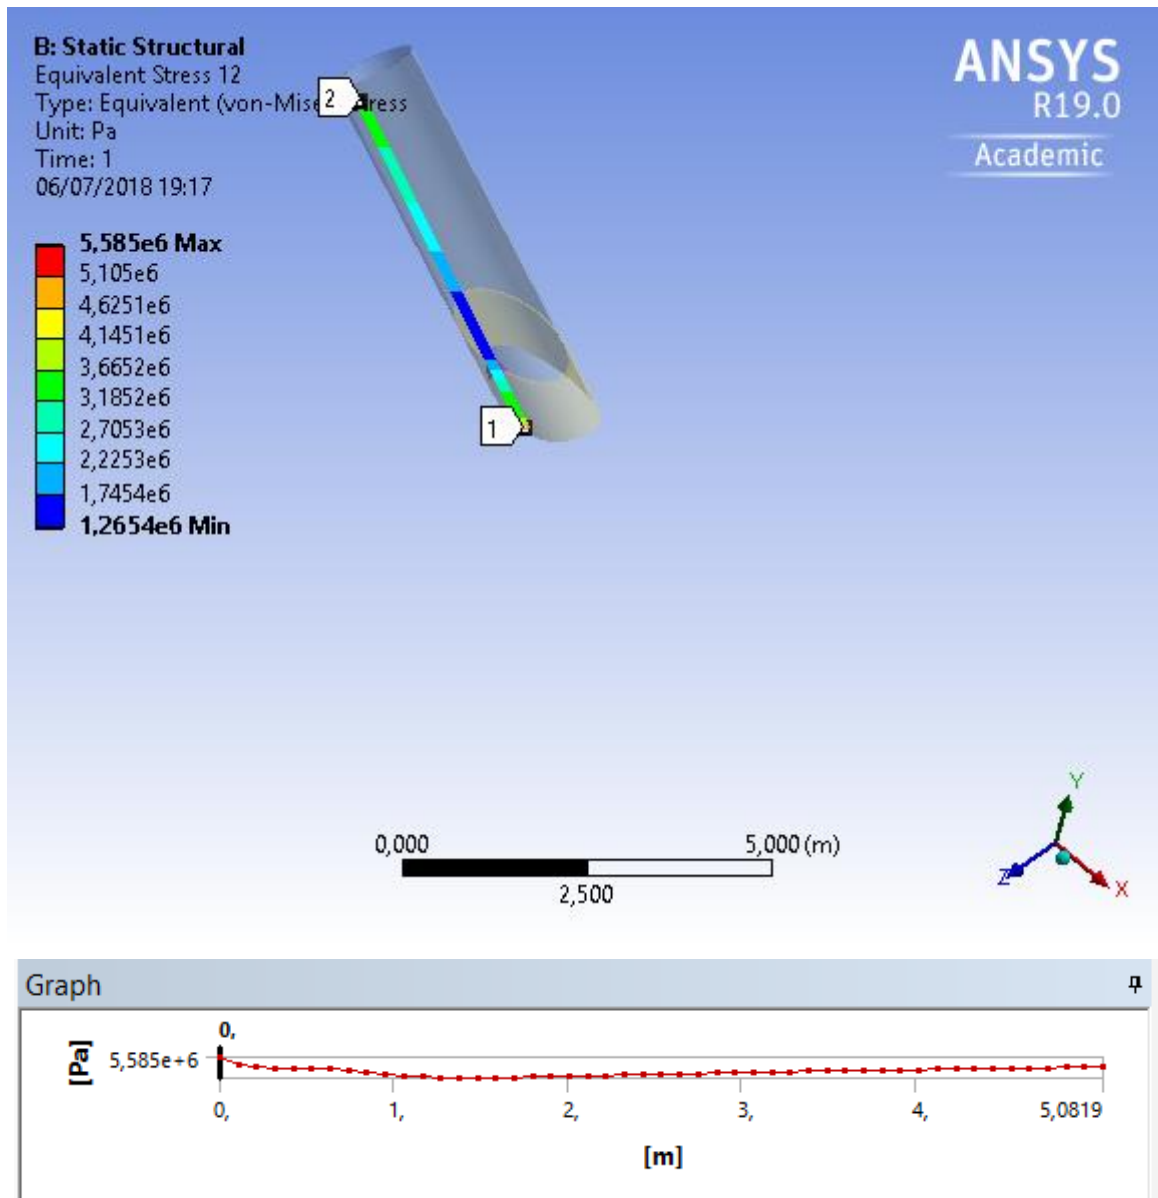 B: Static Structural
Equivalent Stress 12
Type: Equivalent (von-Mise ress
Unit: Pa
Time: 1
06/07/2018 19:17
2
ANSYS
R19.0
Academic
5,585e6 Max
5,105e6
4,6251e6
4,1451e6
3,6652e6
3,1852e6
2,7053e6
2,2253e6
1,7454e6
1,2654e6 Min
1
0,000 5,000 (m)
2,500
Y
Z
X
Graph
[Pa]
0,
5,585e+6
0, 1, 2, 3, 4, 5,0819
[m]